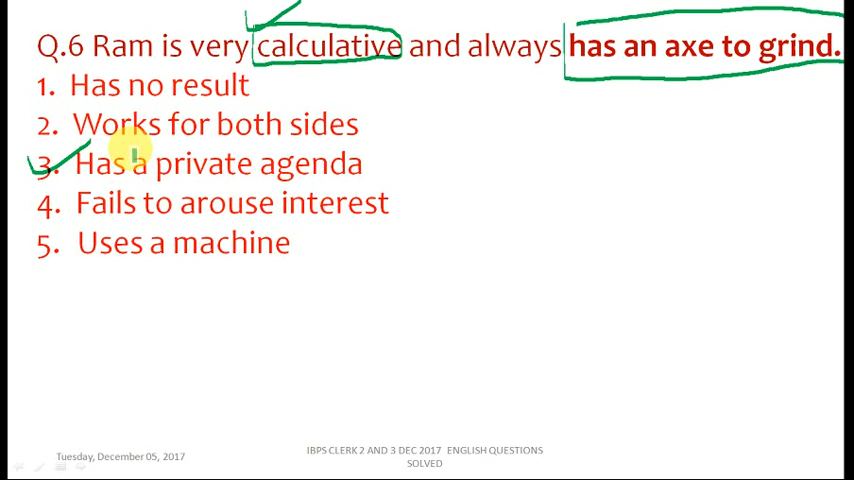 Q.6 Ram is very calculative and always has an axe to grind.
1. Has no result
2. Works for both sides
3. Has a private agenda
4. Fails to arouse interest
5. Uses a machine
Tuesday, December 05, 2017
IBPS CLERK 2 AND 3 DEC 2017 ENGLISH QUESTIONS
SOLVED